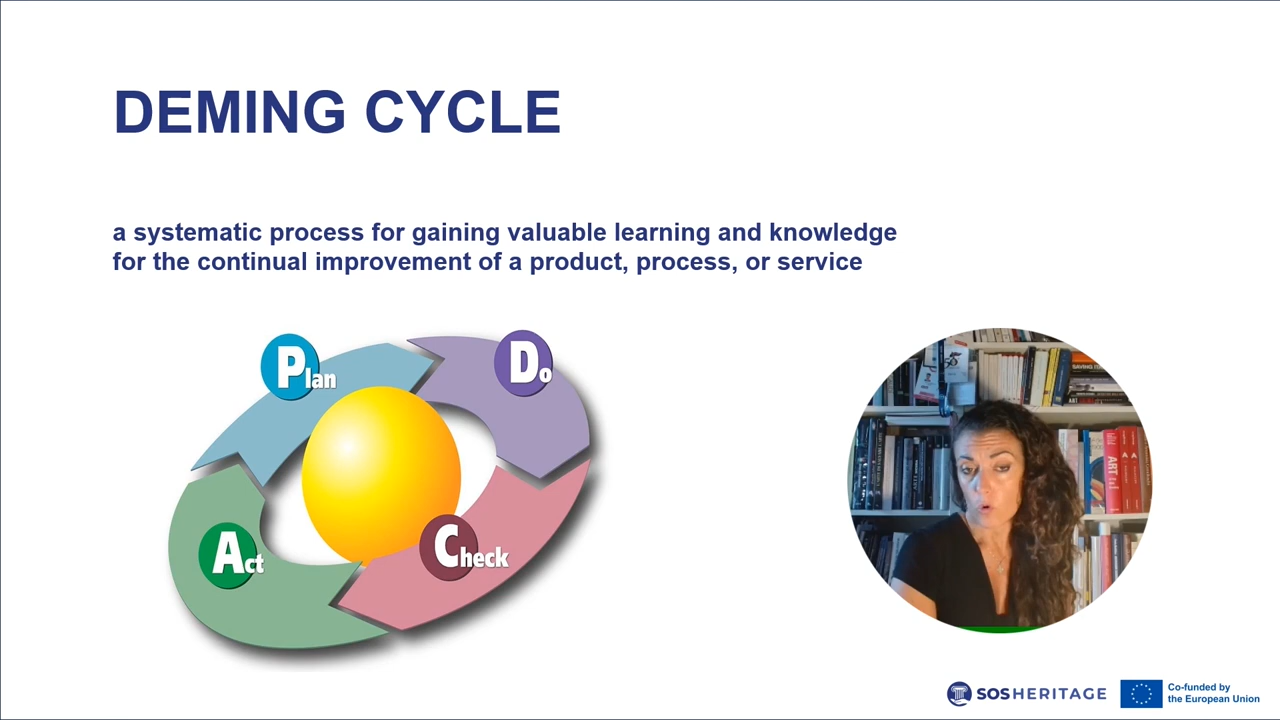 DEMING CYCLE
a systematic process for gaining valuable learning and knowledge
for the continual improvement of a product, process, or service
Plan
Do
Act
Check
ART
SOSHERITAGE
Co-funded by
the European Union